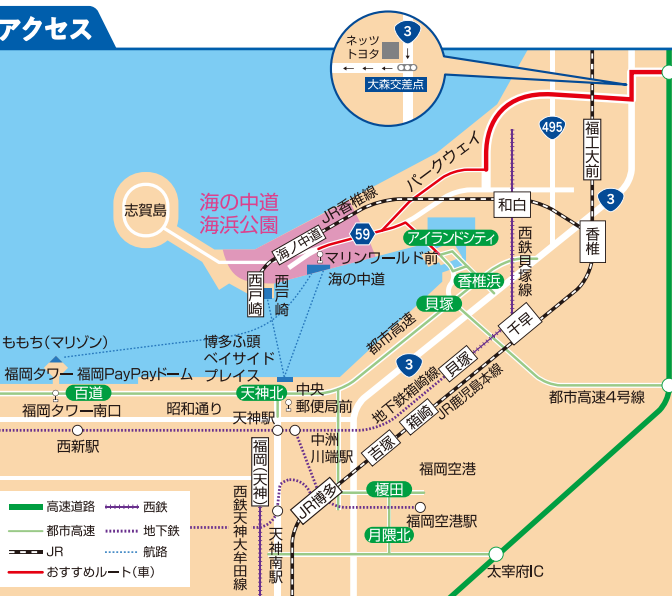 アクセス
ネッツ
トヨタ
3
大森交差点
495
福工大前
パークウェイ
志賀島
海の中道
海浜公園
JR香椎線
和白
3
海ノ中道
59
アイランドシティ
香椎
西戸崎
西戸崎
マリンワールド前
海の中道
香椎浜
西鉄貝塚線
貝塚
千早
ももち(マリゾン)
博多ふ頭
ベイサイド
プレイス
都市高速
福岡タワー
福岡PayPayドーム
3
貝塚
百道
天神北
中央
郵便局前
地下鉄箱崎線
JR鹿児島本線
都市高速4号線
福岡タワー南口
昭和通り
天神駅
箱崎
西新駅
中洲
川端駅
吉塚
福岡(天神)
福岡空港
JR博多
榎田
福岡空港駅
月隈北
西鉄天神大牟田線
天神南駅
太宰府IC
高速道路
西鉄
都市高速
地下鉄
JR
航路
おすすめルート(車)